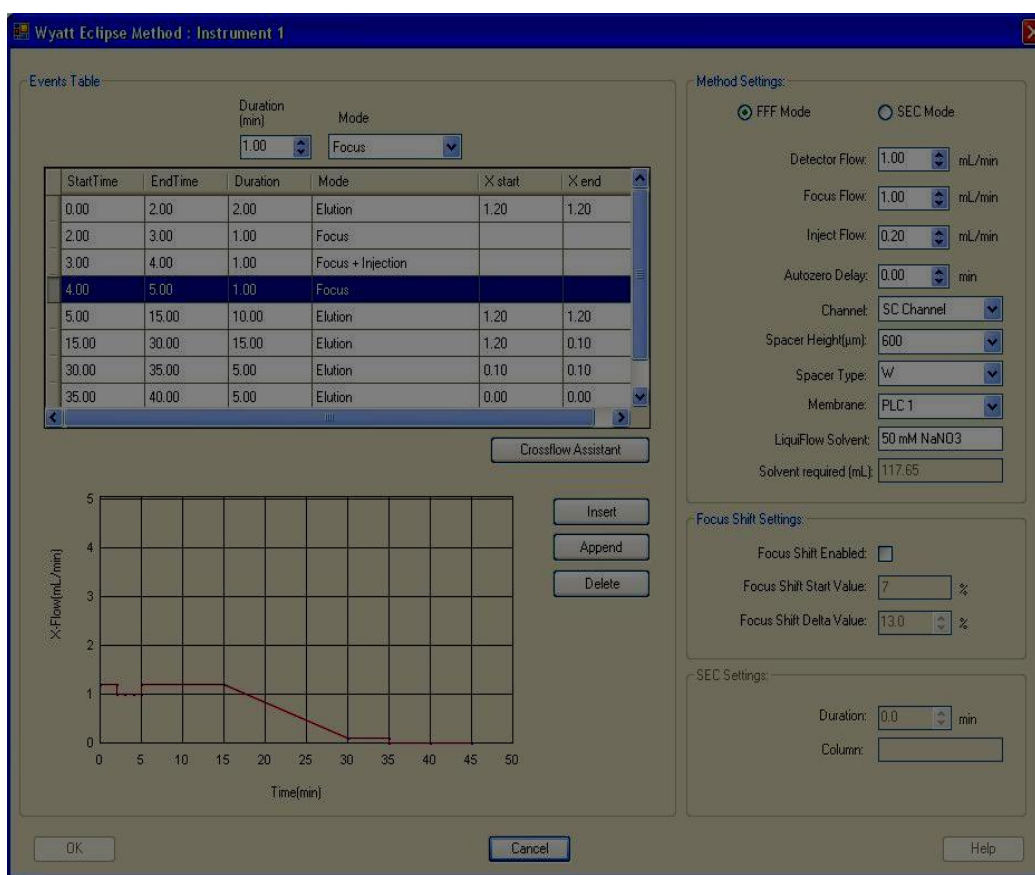 Wyatt Eclipse Method : Instrument 1
Events Table
Duration (min)
Mode
1.00
Focus
StartTime EndTime Duration Mode X start X end
0.00 2.00 2.00 Elution 1.20 1.20
2.00 3.00 1.00 Focus
3.00 4.00 1.00 Focus + Injection
4.00 5.00 1.00 Focus
5.00 15.00 10.00 Elution 1.20 1.20
15.00 30.00 15.00 Elution 1.20 0.10
30.00 35.00 5.00 Elution 0.10 0.10
35.00 40.00 5.00 Elution 0.00 0.00
Crossflow Assistant
Insert
Append
Delete
X-Flow(mL/min)
5
4
3
2
1
0
0 5 10 15 20 25 30 35 40 45 50
Time(min)
Method Settings:
FFF Mode SEC Mode
Detector Flow: 1.00 mL/min
Focus Flow: 1.00 mL/min
Inject Flow: 0.20 mL/min
Autozero Delay: 0.00 min
Channel: SC Channel
Spacer Height(µm): 600
Spacer Type: W
Membrane: PLC 1
LiquiFlow Solvent: 50 mM NaNO3
Solvent required (mL): 117.65
Focus Shift Settings:
Focus Shift Enabled:
Focus Shift Start Value: 7 %
Focus Shift Delta Value: 13.0 %
SEC Settings:
Duration: 0.0 min
Column:
OK
Cancel
Help